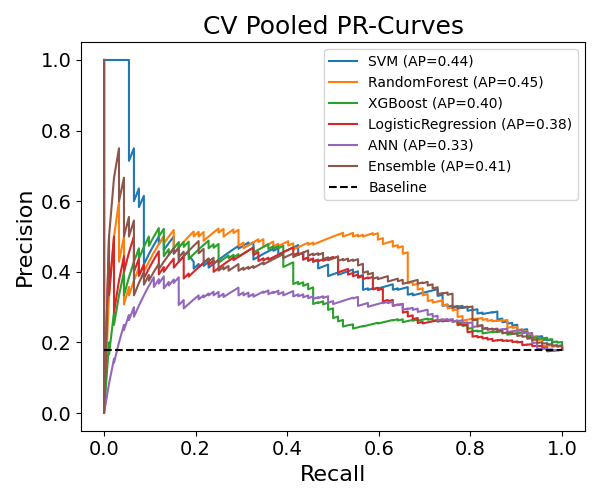 CV Pooled PR-Curves
1.0
0.8
0.6
0.4
0.2
0.0
Precision
SVM (AP=0.44)
RandomForest (AP=0.45)
XGBoost (AP=0.40)
LogisticRegression (AP=0.38)
ANN (AP=0.33)
Ensemble (AP=0.41)
Baseline
0.0 0.2 0.4 0.6 0.8 1.0
Recall